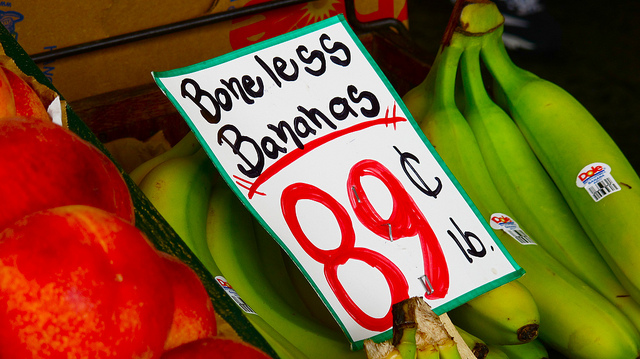 Boneless
Bananas
89¢
lb.
Dole
Dole